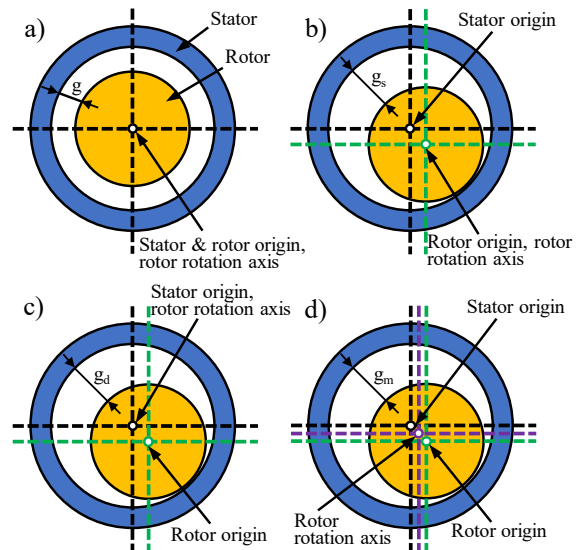 a)
Stator
Rotor
g
Stator & rotor origin,
rotor rotation axis
b)
Stator origin
gs
Rotor origin, rotor
rotation axis
c)
Stator origin,
rotor rotation axis
gd
Rotor origin
d)
Stator origin
gm
Rotor
rotation axis
Rotor origin